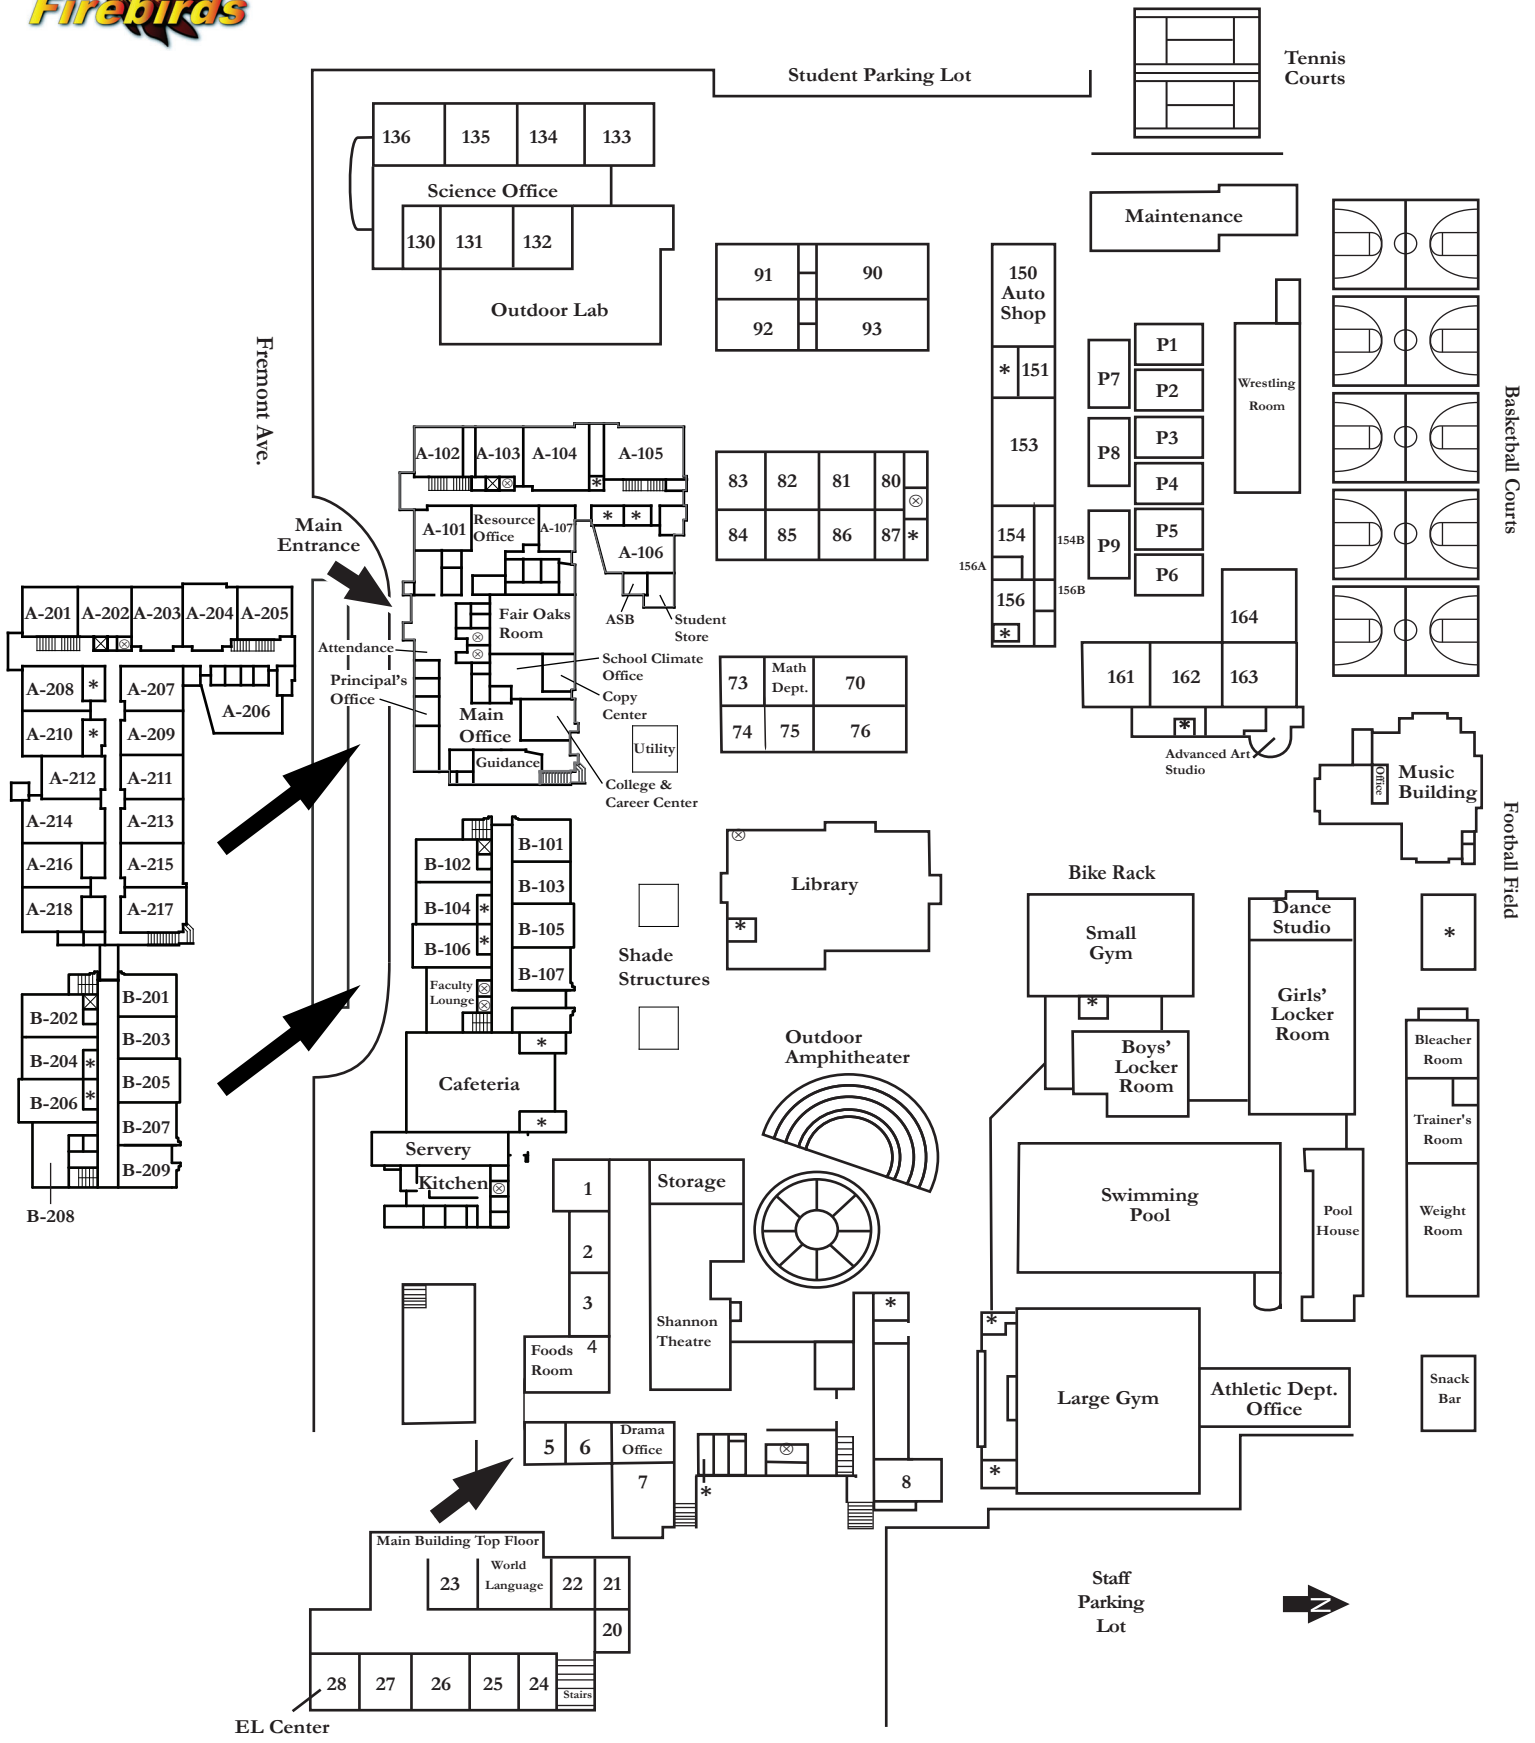 Firebirds
Student Parking Lot
Tennis
Courts
136
135
134
133
Science Office
130
131
132
Outdoor Lab
Maintenance
91
90
92
93
150
Auto
Shop
*
151
153
154
154B
156A
156
156B
*
P1
P2
P3
P4
P5
P6
P7
P8
P9
Wrestling
Room
Basketball Courts
Fremont Ave.
Main
Entrance
A-102
A-103
A-104
A-105
*
A-101
Resource
Office
A-107
*
*
A-106
ASB
Student
Store
Fair Oaks
Room
Attendance
Principal's
Office
School Climate
Office
Copy
Center
Main
Office
Guidance
College &
Career Center
Utility
83
82
81
80
84
85
86
87
*
73
Math
Dept.
70
74
75
76
164
161
162
163
*
Advanced Art
Studio
Office
Music
Building
Football Field
A-201
A-202
A-203
A-204
A-205
A-208
*
A-207
A-206
A-210
*
A-209
A-212
A-211
A-214
A-213
A-216
A-215
A-218
A-217
B-201
B-202
B-203
B-204
*
B-205
B-206
*
B-207
B-209
B-208
B-101
B-102
B-103
B-104
*
B-105
B-106
*
B-107
Faculty
Lounge
*
Cafeteria
*
Servery
Kitchen
Shade
Structures
Library
*
Bike Rack
Small
Gym
*
Boys'
Locker
Room
Dance
Studio
Girls'
Locker
Room
*
Bleacher
Room
Trainer's
Room
Weight
Room
Outdoor
Amphitheater
Swimming
Pool
Pool
House
1
2
3
Foods
Room
4
Storage
Shannon
Theatre
*
*
Large Gym
*
Athletic Dept.
Office
Snack
Bar
5
6
Drama
Office
7
*
8
Main Building Top Floor
23
World
Language
22
21
20
28
27
26
25
24
Stairs
EL Center
Staff
Parking
Lot
N